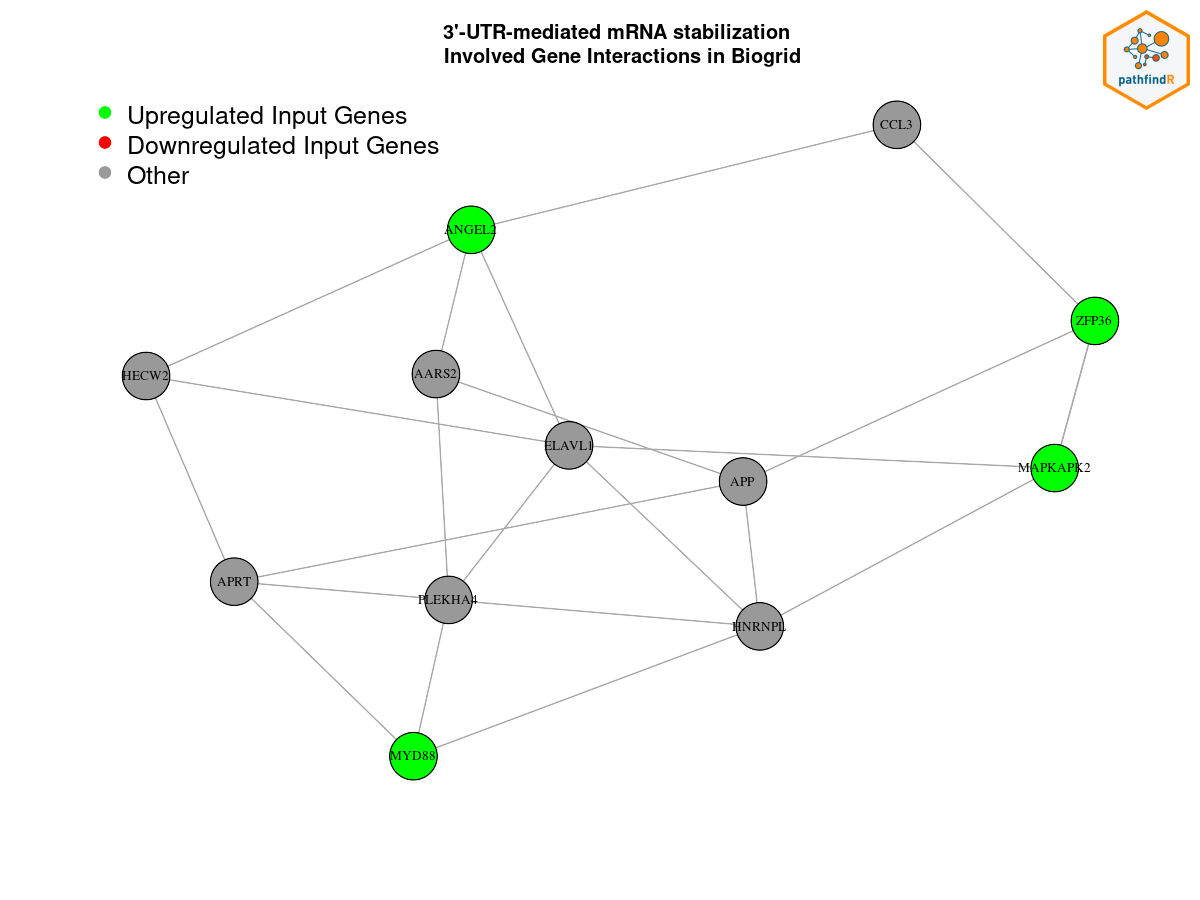 3'-UTR-mediated mRNA stabilization
Involved Gene Interactions in Biogrid
pathfindR
Upregulated Input Genes
Downregulated Input Genes
Other
CCL3
ANGEL2
ZFP36
HECW2
AARS2
ELAVL1
MAPKAPK2
APP
APRT
PLEKHA4
HNRNPL
MYD88